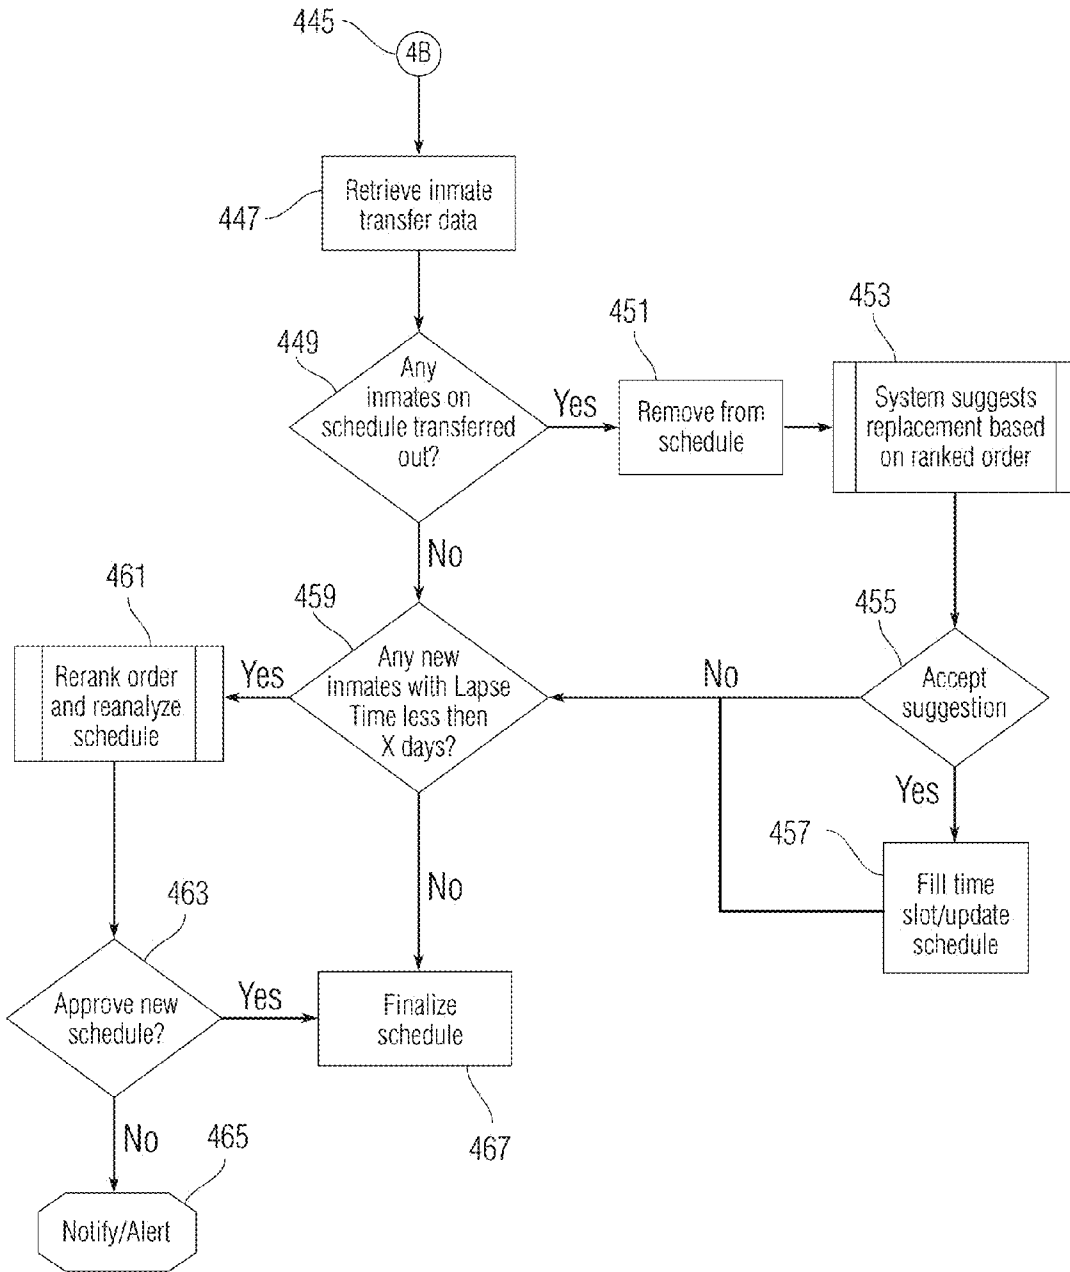 445
4B
447
Retrieve inmate
transfer data
449
Any
inmates on
schedule transferred
out?
Yes
451
Remove from
schedule
453
System suggests
replacement based
on ranked order
No
455
Accept
suggestion
No
Yes
457
Fill time
slot/update
schedule
459
Any new
inmates with Lapse
Time less then
X days?
Yes
461
Rerank order
and reanalyze
schedule
No
463
Approve new
schedule?
Yes
Finalize
schedule
467
No
465
Notify/Alert